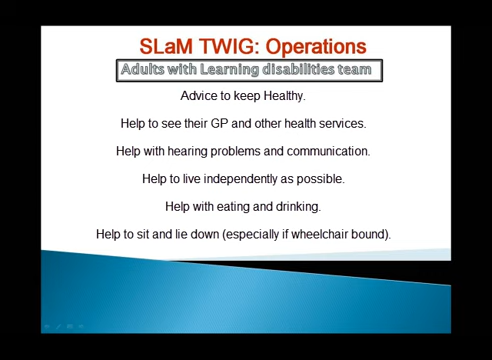 SLaM TWIG: Operations
Adults with Learning disabilities team
Advice to keep Healthy.
Help to see their GP and other health services.
Help with hearing problems and communication.
Help to live independently as possible.
Help with eating and drinking.
Help to sit and lie down (especially if wheelchair bound).